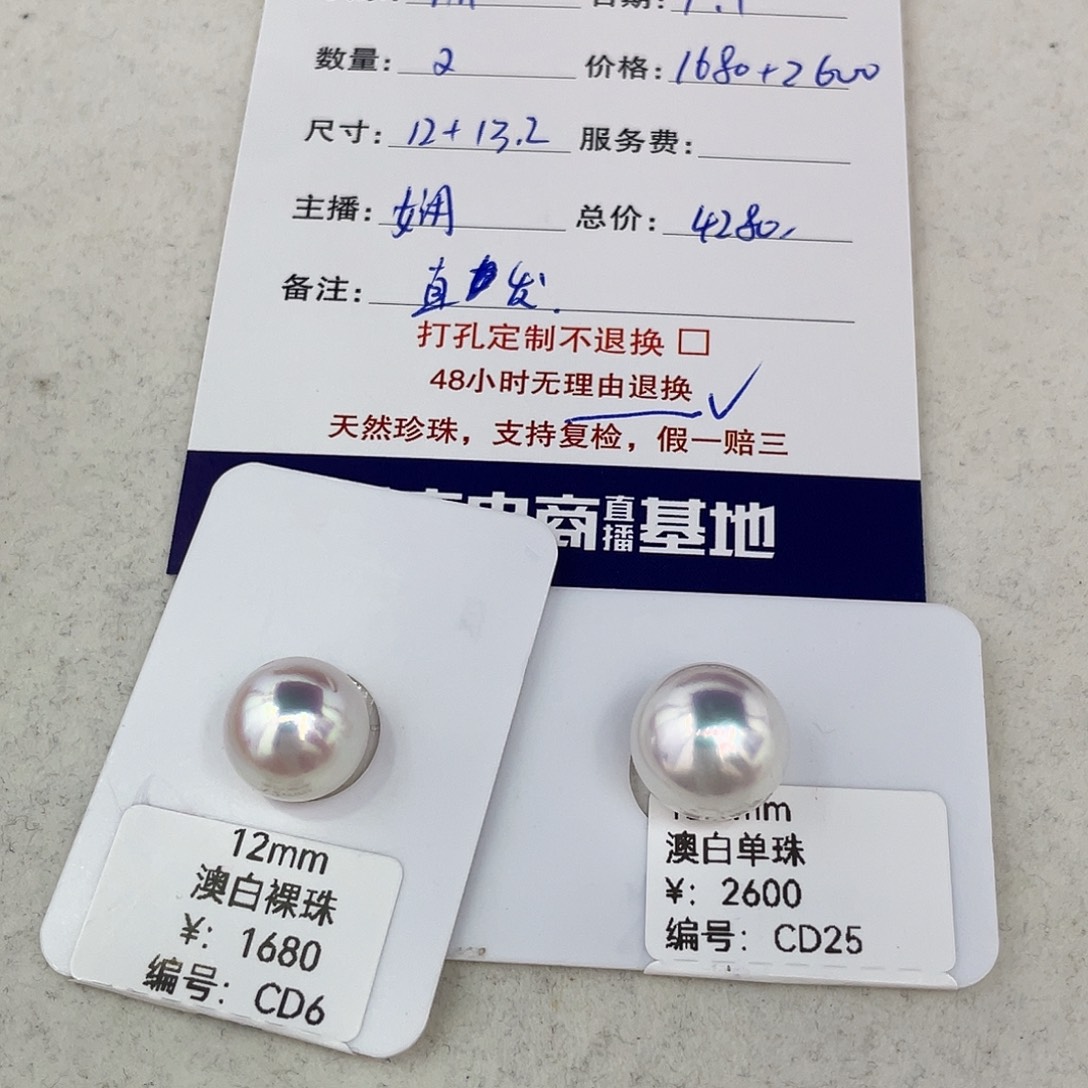 日期:
数量: 2 价格: 1680+2600
尺寸: 12+13.2 服务费:
主播: 娴 总价: 4280
备注: 直发.
打孔定制不退换 □
48小时无理由退换 ✓
天然珍珠，支持复检，假一赔三
电商直播基地
12mm
澳白裸珠
¥: 1680
编号: CD6
mm
澳白单珠
¥: 2600
编号: CD25